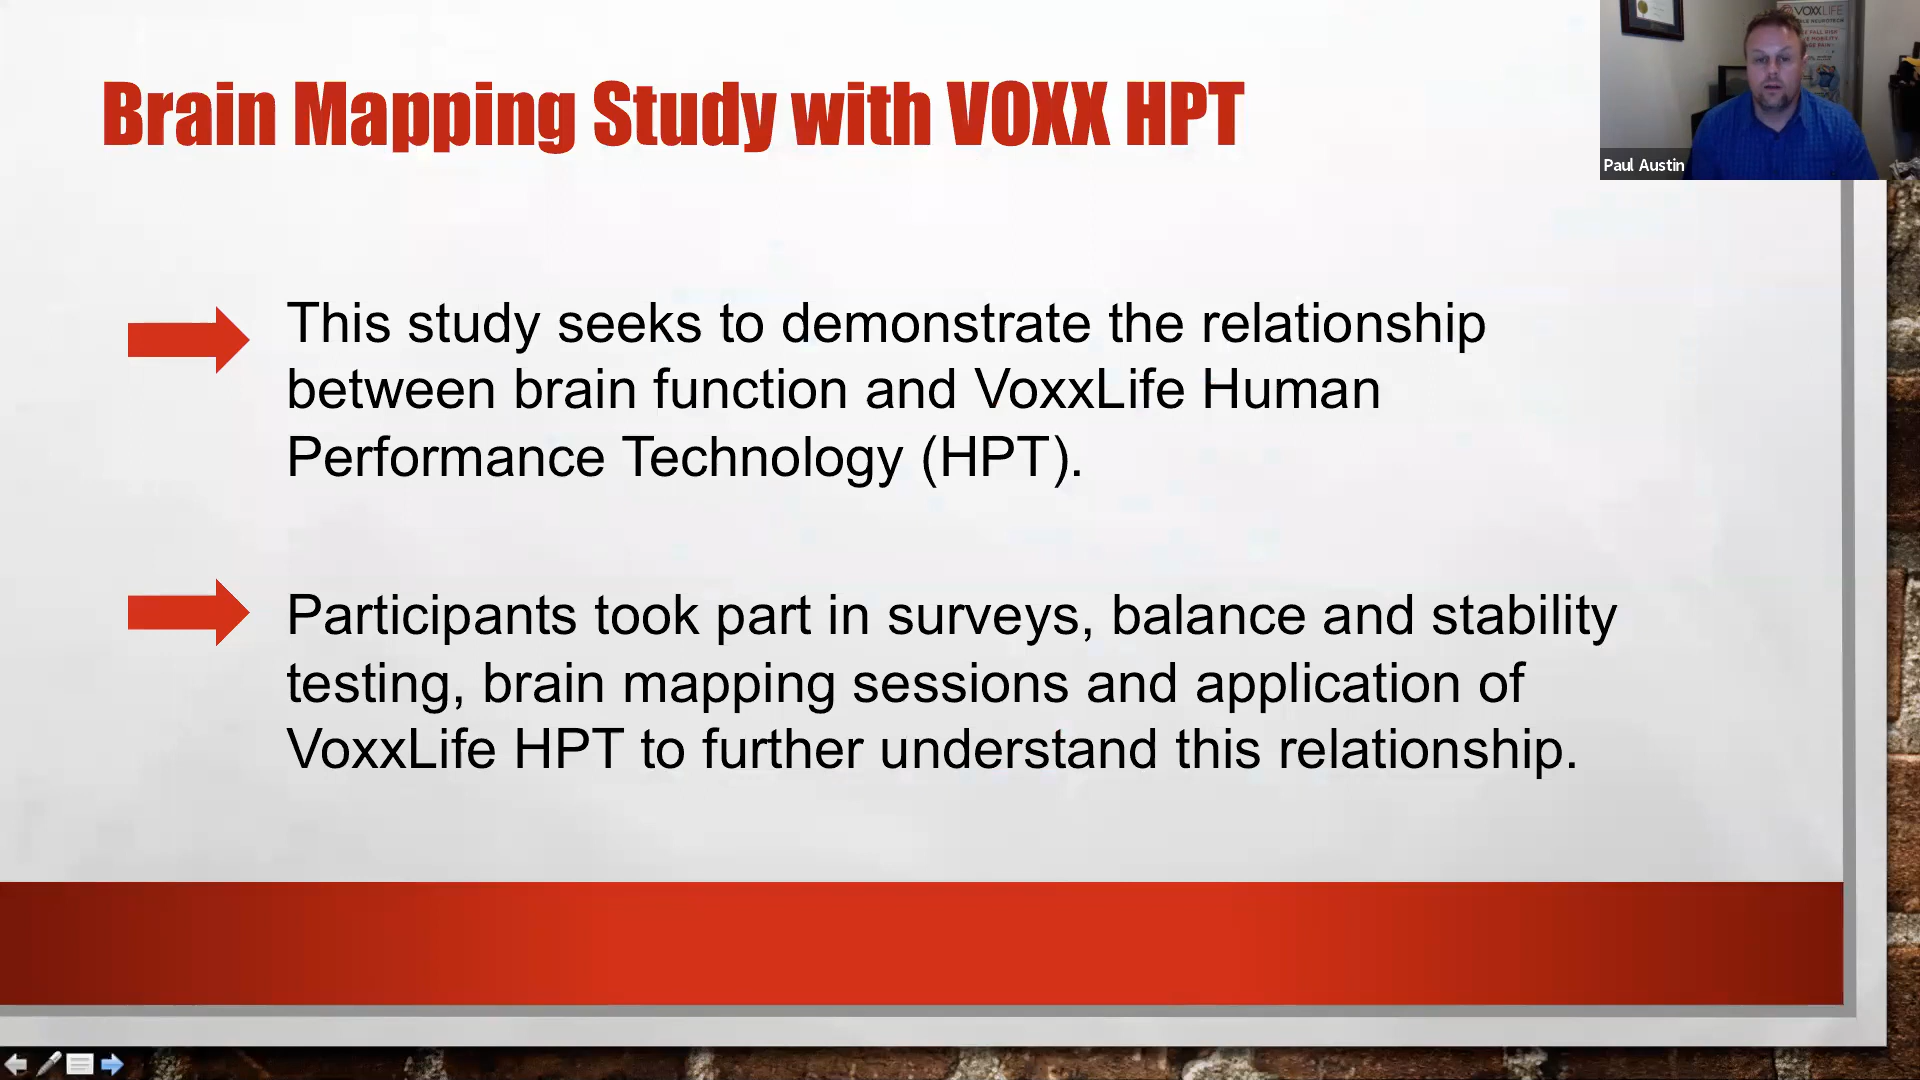 Brain Mapping Study with VOXX HPT
VOXXLIFE
Paul Austin
This study seeks to demonstrate the relationship
between brain function and VoxxLife Human
Performance Technology (HPT).
Participants took part in surveys, balance and stability
testing, brain mapping sessions and application of
VoxxLife HPT to further understand this relationship.